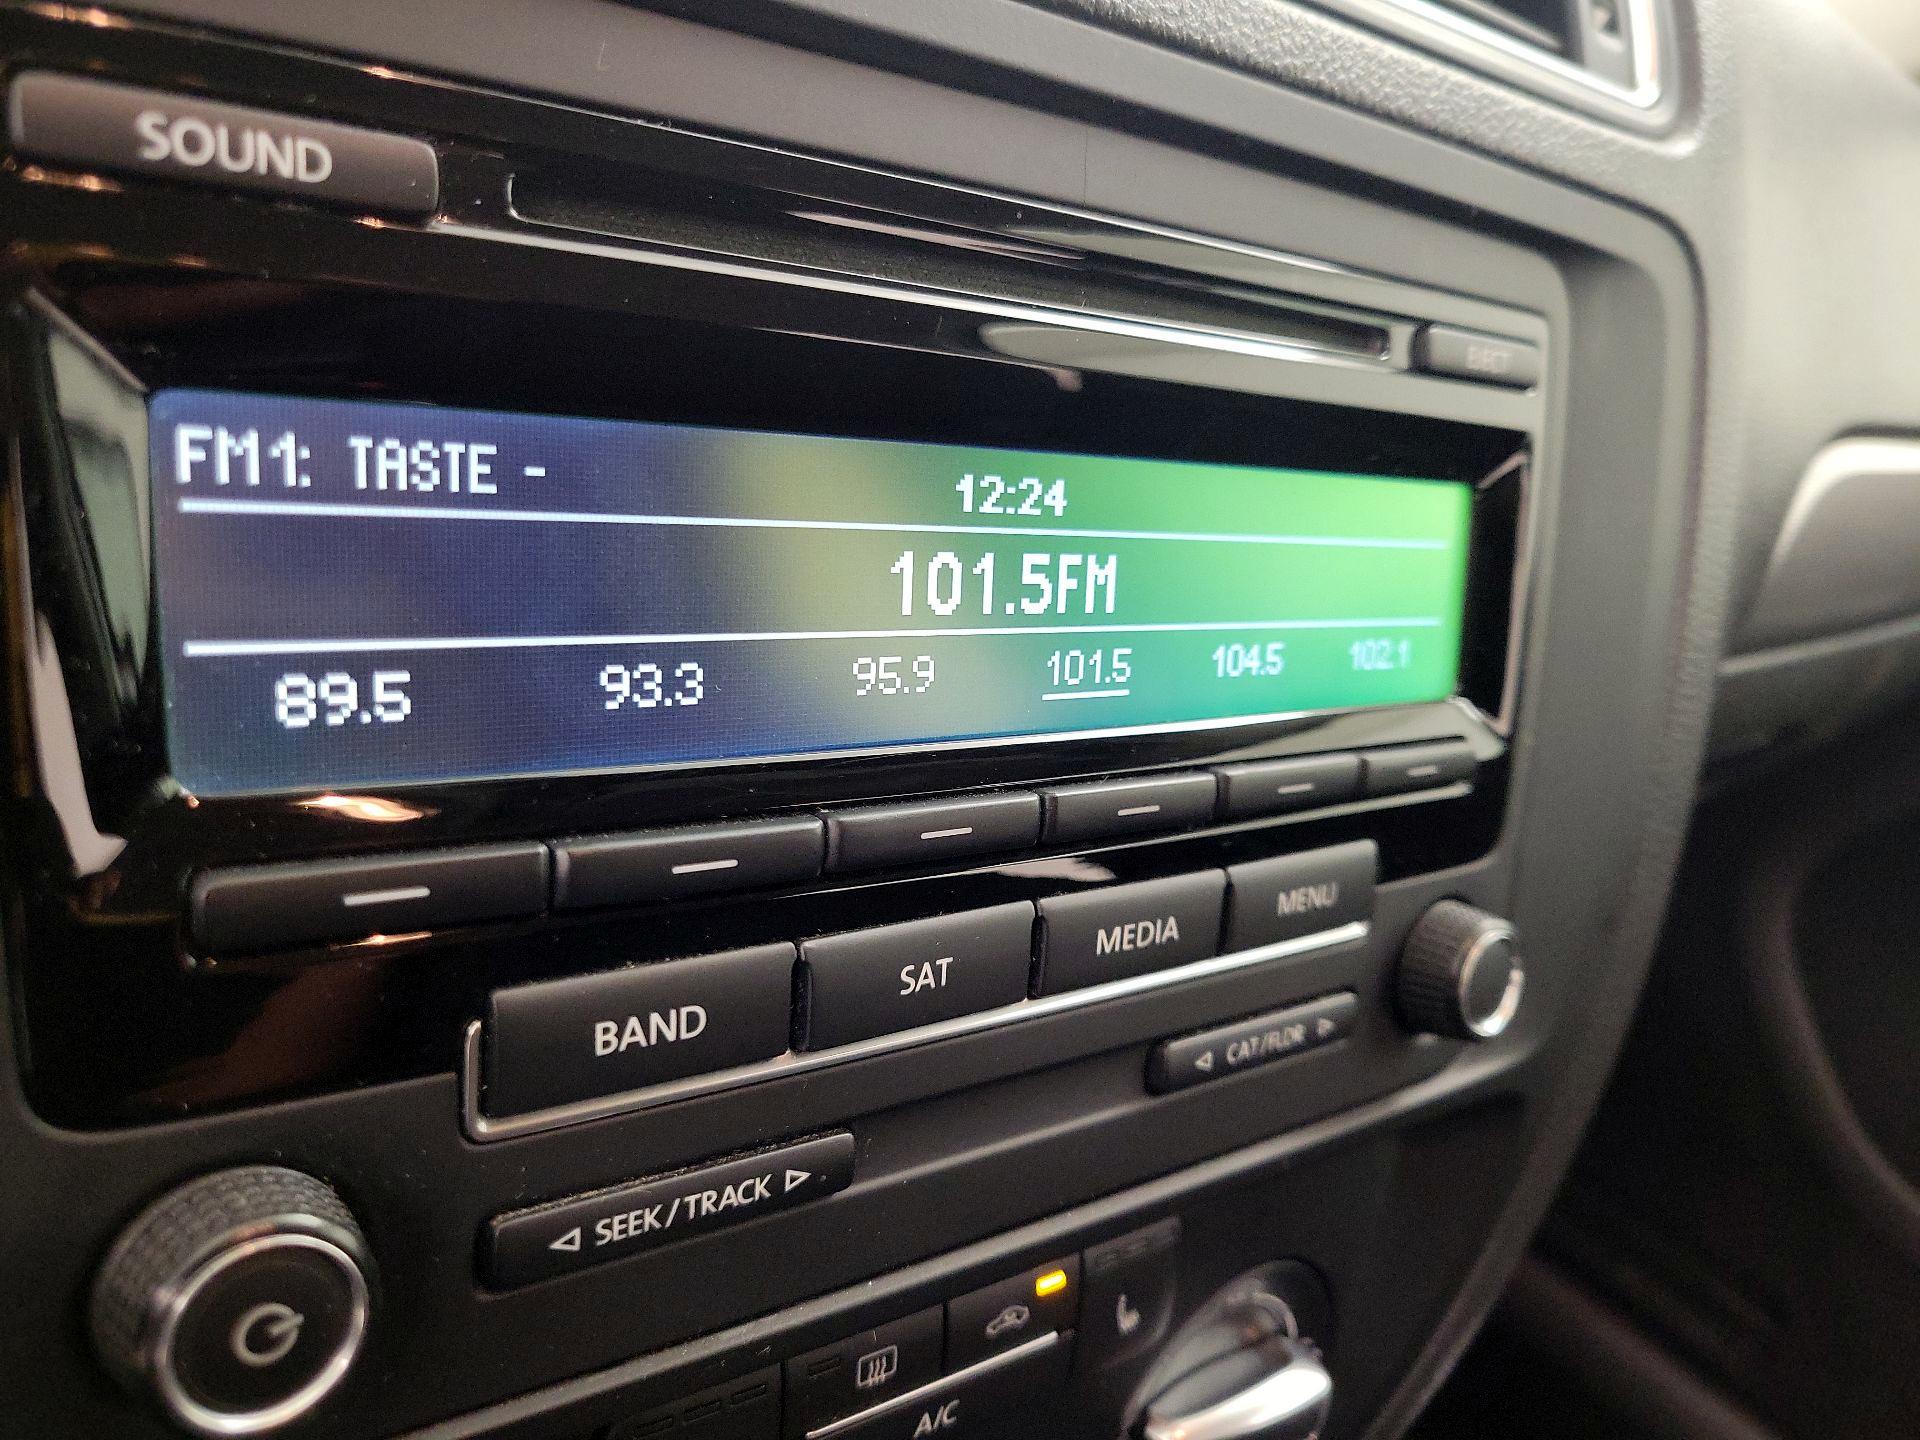 SOUND
EJECT
FM1: TASTE -
12:24
101.5FM
89.5 93.3 95.9 101.5 104.5 102.1
BAND SAT MEDIA MENU
SEEK/TRACK
CAT/FLDR
A/C